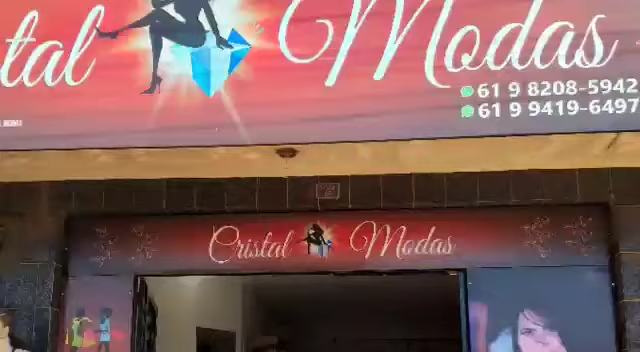 tal Modas
61 9 8208-5942
61 9 9419-6497
Cristal Modas